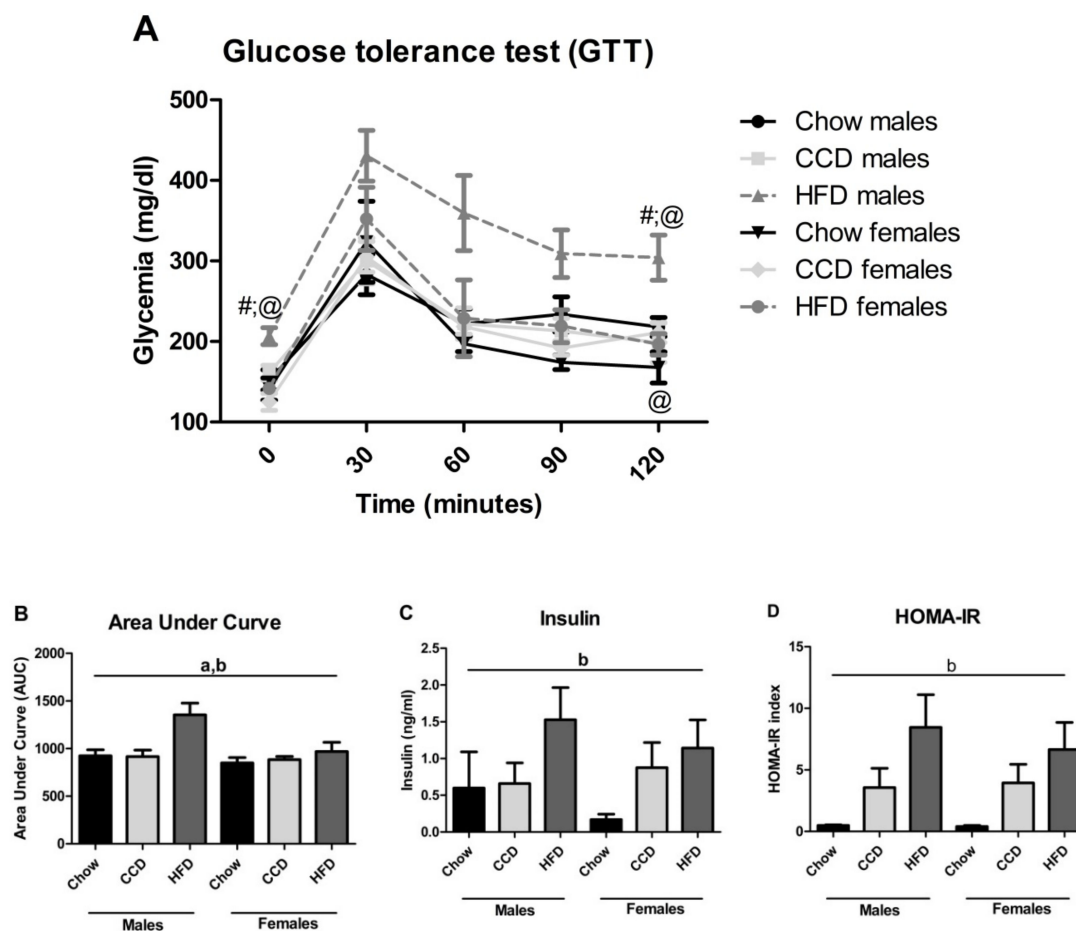 A
Glucose tolerance test (GTT)
500
400
300
200
100
Glycemia (mg/dl)
#;@
#;@
@
0
30
60
90
120
Time (minutes)
Chow males
CCD males
HFD males
Chow females
CCD females
HFD females
B
Area Under Curve
2000
1500
1000
500
0
Area Under Curve (AUC)
a,b
Chow
CCD
HFD
Chow
CCD
HFD
Males
Females
C
Insulin
2.5
2.0
1.5
1.0
0.5
0.0
Insulin (ng/ml)
b
Chow
CCD
HFD
Chow
CCD
HFD
Males
Females
D
HOMA-IR
15
10
5
0
HOMA-IR index
b
Chow
CCD
HFD
Chow
CCD
HFD
Males
Females